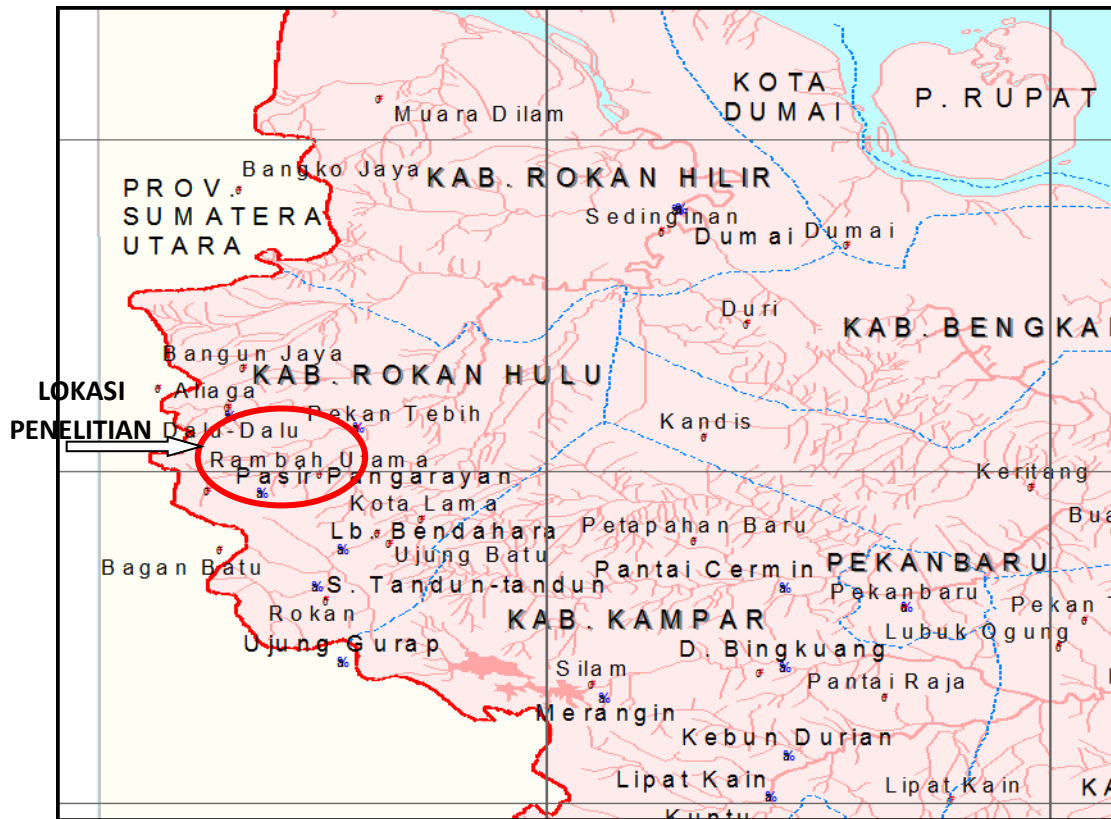 KOTA
DUMAI
P. RUPAT
Muara Dilam
Bangko Jaya
KAB. ROKAN HILIR
PROV.
SUMATERA
UTARA
Sedinginan
Dumai
Dumai
Duri
KAB. BENGKA
Bangun Jaya
KAB. ROKAN HULU
LOKASI
PENELITIAN
Aliaga
Pekan Tebih
Dalu-Dalu
Kandis
Rambah Utama
Pasir Pangarayan
Keritang
Kota Lama
Lb. Bendahara
Petapahan Baru
Bua
Ujung Batu
Bagan Batu
Pantai Cermin
PEKANBARU
S. Tandun-tandun
Pekanbaru
Pekan
Rokan
KAB. KAMPAR
Lubuk Ogung
Ujung Gurap
D. Bingkuang
Silam
Pantai Raja
Merangin
Kebun Durian
Lipat Kain
Lipat Kain
KA
Kuntu